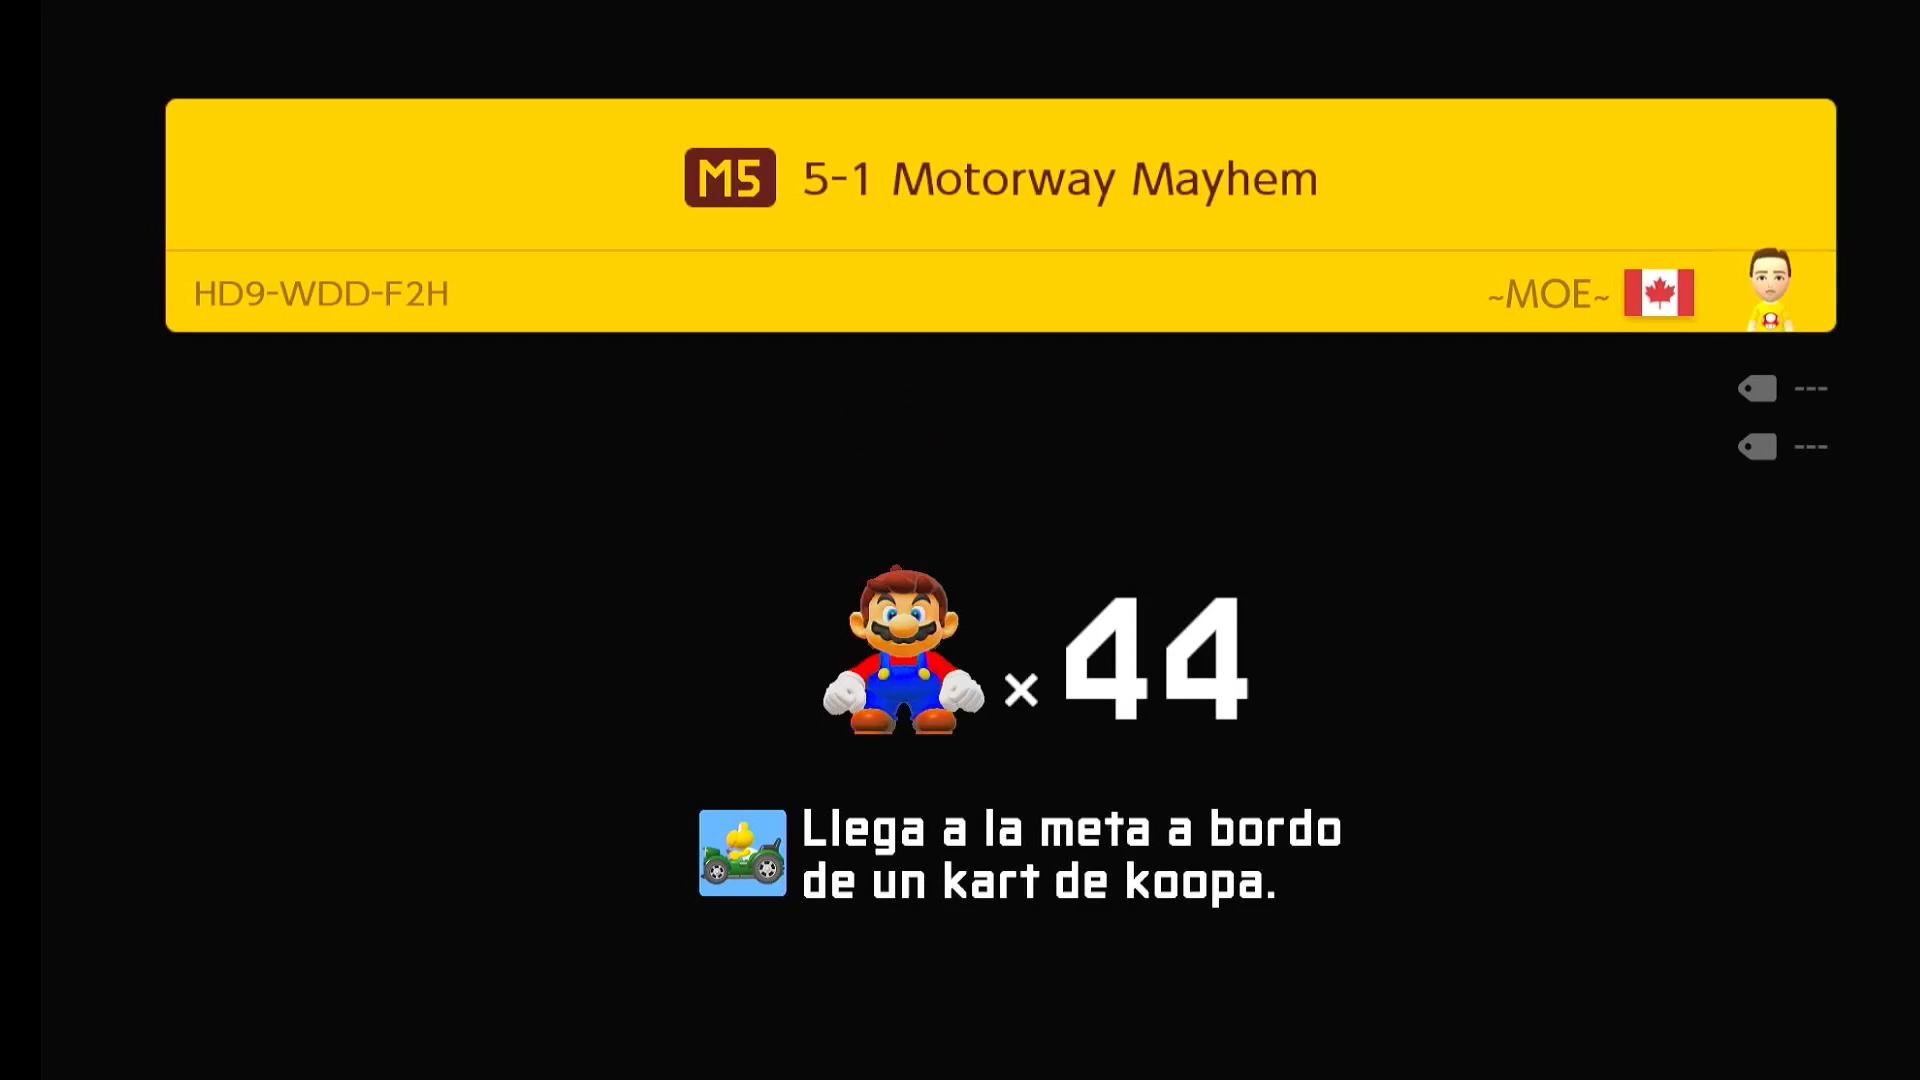 M5 5-1 Motorway Mayhem
HD9-WDD-F2H
~MOE~
---
---
× 44
Llega a la meta a bordo
de un kart de koopa.